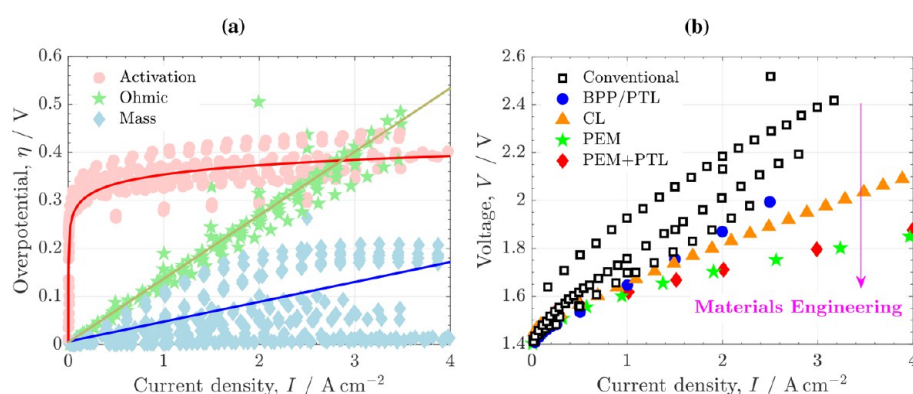 (a)
0.6
0.5
0.4
0.3
0.2
0.1
0
Overpotential, η / V
Activation
Ohmic
Mass
0
1
2
3
4
Current density, I / A cm−2
(b)
2.6
2.4
2.2
2.0
1.8
1.6
1.4
Voltage, V / V
Conventional
BPP/PTL
CL
PEM
PEM+PTL
Materials Engineering
0
1
2
3
4
Current density, I / A cm−2